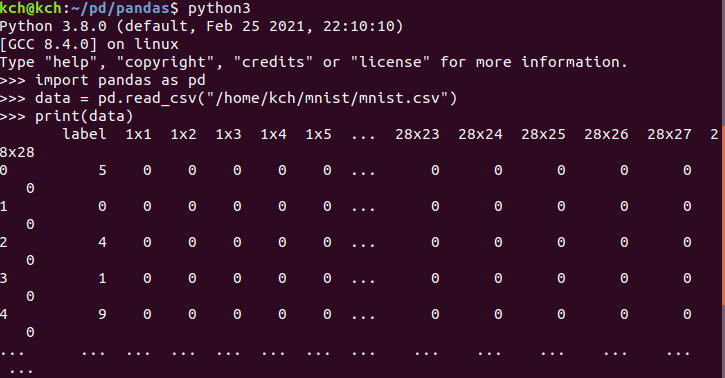 kch@kch:~/pd/pandas$ python3
Python 3.8.0 (default, Feb 25 2021, 22:10:10)
[GCC 8.4.0] on linux
Type "help", "copyright", "credits" or "license" for more information.
>>> import pandas as pd
>>> data = pd.read_csv("/home/kch/mnist/mnist.csv")
>>> print(data)
       label  1x1  1x2  1x3  1x4  1x5  ...  28x23  28x24  28x25  28x26  28x27  2
8x28
0          5    0    0    0    0    0  ...      0      0      0      0      0
   0
1          0    0    0    0    0    0  ...      0      0      0      0      0
   0
2          4    0    0    0    0    0  ...      0      0      0      0      0
   0
3          1    0    0    0    0    0  ...      0      0      0      0      0
   0
4          9    0    0    0    0    0  ...      0      0      0      0      0
   0
...      ...  ...  ...  ...  ...  ...  ...    ...    ...    ...    ...    ...
 ...